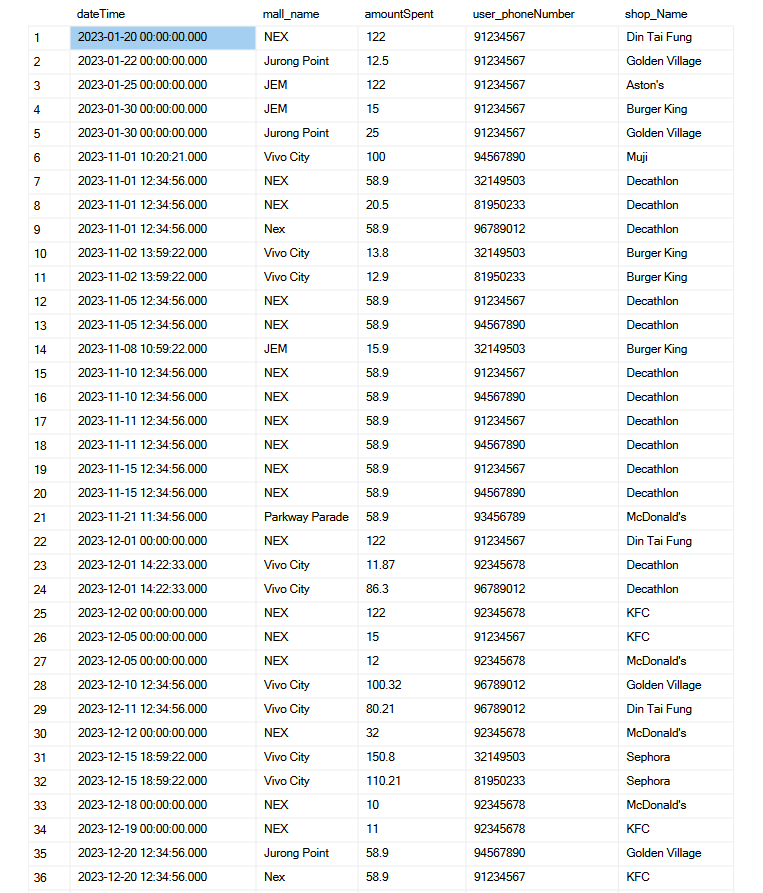 dateTime mall_name amountSpent user_phoneNumber shop_Name
1 2023-01-20 00:00:00.000 NEX 122 91234567 Din Tai Fung
2 2023-01-22 00:00:00.000 Jurong Point 12.5 91234567 Golden Village
3 2023-01-25 00:00:00.000 JEM 122 91234567 Aston's
4 2023-01-30 00:00:00.000 JEM 15 91234567 Burger King
5 2023-01-30 00:00:00.000 Jurong Point 25 91234567 Golden Village
6 2023-11-01 10:20:21.000 Vivo City 100 94567890 Muji
7 2023-11-01 12:34:56.000 NEX 58.9 32149503 Decathlon
8 2023-11-01 12:34:56.000 NEX 20.5 81950233 Decathlon
9 2023-11-01 12:34:56.000 Nex 58.9 96789012 Decathlon
10 2023-11-02 13:59:22.000 Vivo City 13.8 32149503 Burger King
11 2023-11-02 13:59:22.000 Vivo City 12.9 81950233 Burger King
12 2023-11-05 12:34:56.000 NEX 58.9 91234567 Decathlon
13 2023-11-05 12:34:56.000 NEX 58.9 94567890 Decathlon
14 2023-11-08 10:59:22.000 JEM 15.9 32149503 Burger King
15 2023-11-10 12:34:56.000 NEX 58.9 91234567 Decathlon
16 2023-11-10 12:34:56.000 NEX 58.9 94567890 Decathlon
17 2023-11-11 12:34:56.000 NEX 58.9 91234567 Decathlon
18 2023-11-11 12:34:56.000 NEX 58.9 94567890 Decathlon
19 2023-11-15 12:34:56.000 NEX 58.9 91234567 Decathlon
20 2023-11-15 12:34:56.000 NEX 58.9 94567890 Decathlon
21 2023-11-21 11:34:56.000 Parkway Parade 58.9 93456789 McDonald's
22 2023-12-01 00:00:00.000 NEX 122 91234567 Din Tai Fung
23 2023-12-01 14:22:33.000 Vivo City 11.87 92345678 Decathlon
24 2023-12-01 14:22:33.000 Vivo City 86.3 96789012 Decathlon
25 2023-12-02 00:00:00.000 NEX 122 92345678 KFC
26 2023-12-05 00:00:00.000 NEX 15 91234567 KFC
27 2023-12-05 00:00:00.000 NEX 12 92345678 McDonald's
28 2023-12-10 12:34:56.000 Vivo City 100.32 96789012 Golden Village
29 2023-12-11 12:34:56.000 Vivo City 80.21 96789012 Din Tai Fung
30 2023-12-12 00:00:00.000 NEX 32 92345678 McDonald's
31 2023-12-15 18:59:22.000 Vivo City 150.8 32149503 Sephora
32 2023-12-15 18:59:22.000 Vivo City 110.21 81950233 Sephora
33 2023-12-18 00:00:00.000 NEX 10 92345678 McDonald's
34 2023-12-19 00:00:00.000 NEX 11 92345678 KFC
35 2023-12-20 12:34:56.000 Jurong Point 58.9 94567890 Golden Village
36 2023-12-20 12:34:56.000 Nex 58.9 91234567 KFC